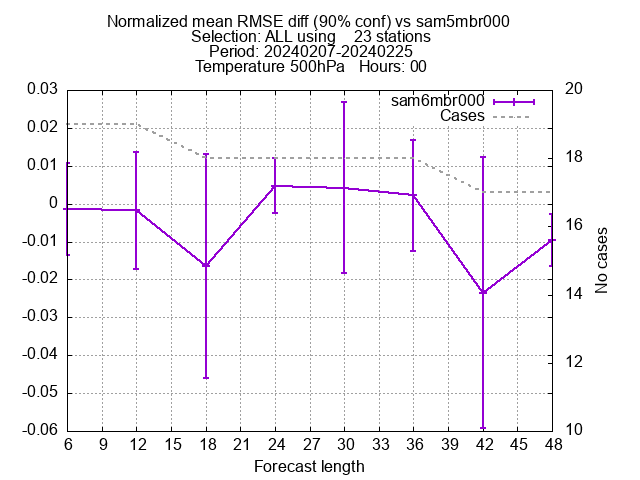 Normalized mean RMSE diff (90% conf) vs sam5mbr000
Selection: ALL using    23 stations
Period: 20240207-20240225
Temperature 500hPa   Hours: 00
0.03
0.02
0.01
0
-0.01
-0.02
-0.03
-0.04
-0.05
-0.06
sam6mbr000
Cases
20
18
16
14
12
10
No cases
6 9 12 15 18 21 24 27 30 33 36 39 42 45 48
Forecast length